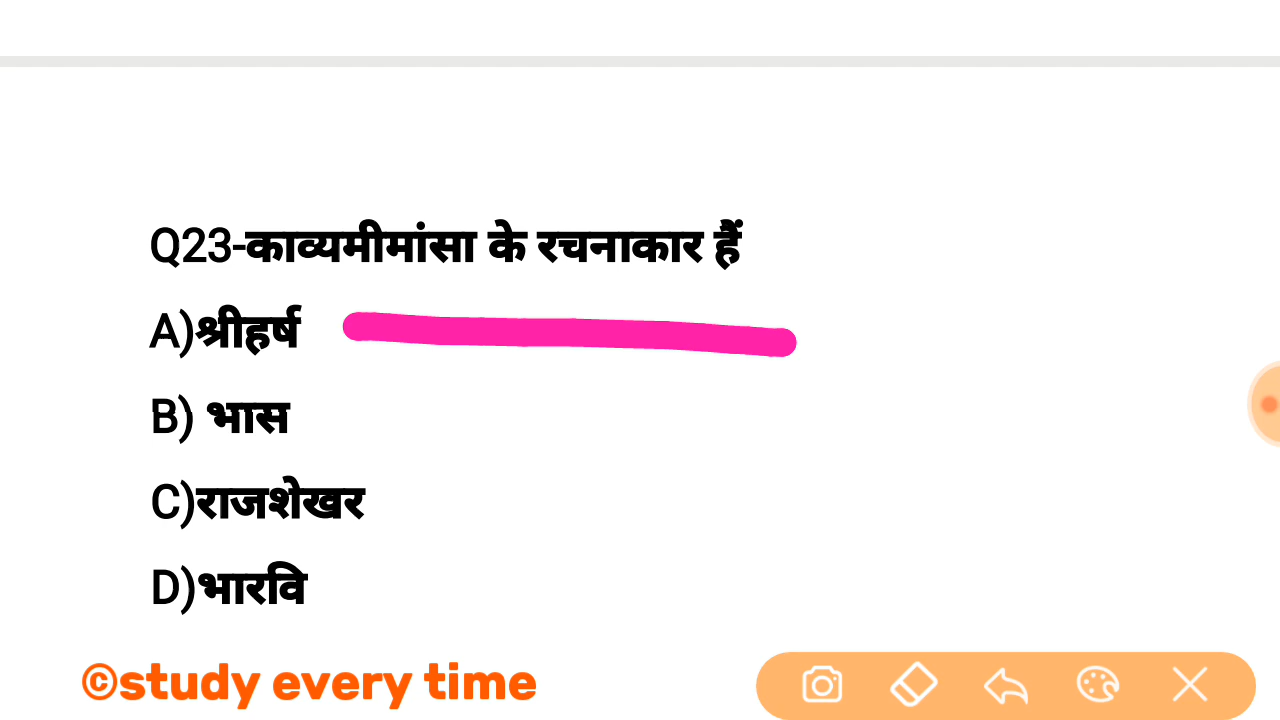 Q23-काव्यमीमांसा के रचनाकार हैं
A)श्रीहर्ष
B) भास
C)राजशेखर
D)भारवि
©study every time